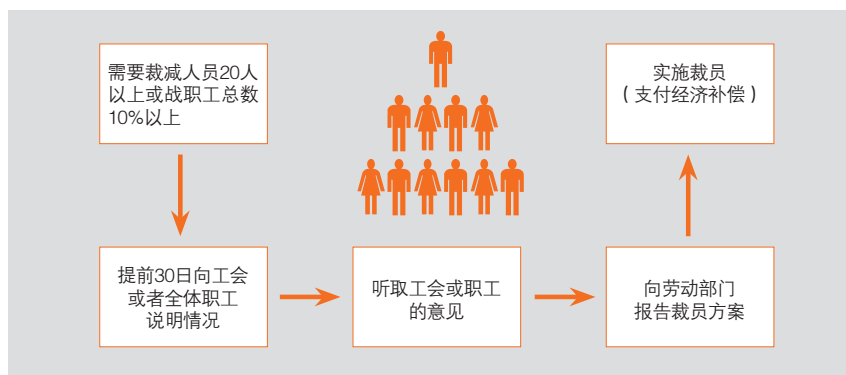 需要裁减人员20人
以上或战职工总数
10%以上
提前30日向工会
或者全体职工
说明情况
听取工会或职工
的意见
向劳动部门
报告裁员方案
实施裁员
（支付经济补偿）